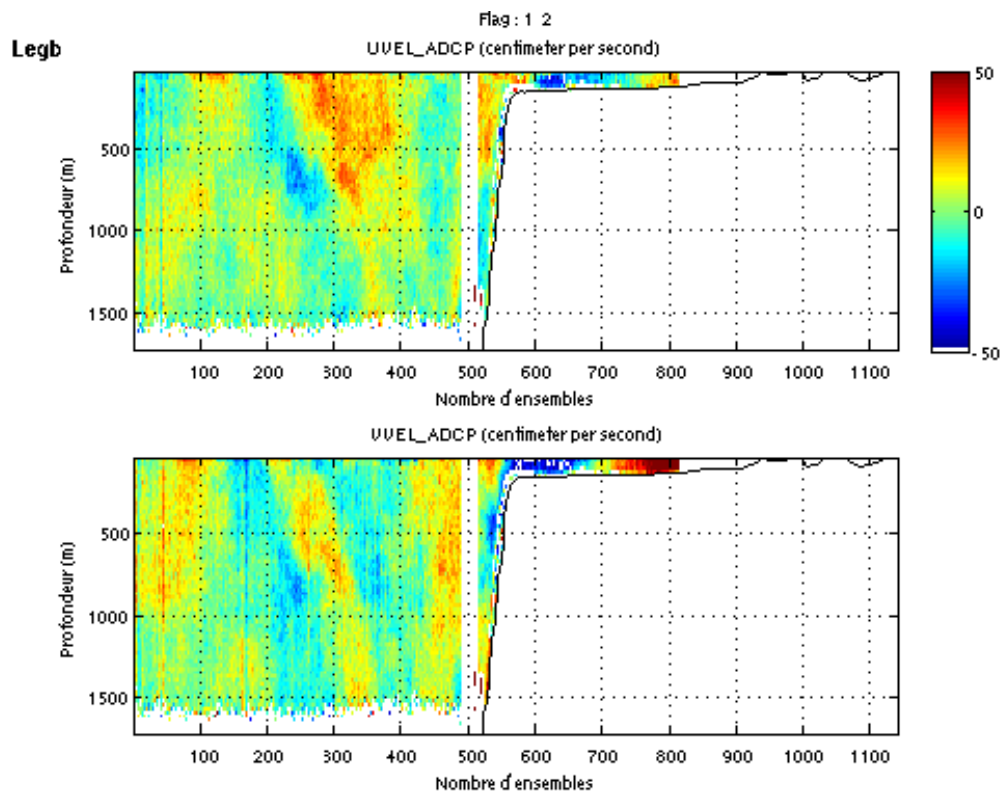 Flag : 1 2
Legb
UVEL_ADCP (centimeter per second)
Profondeur (m)
500
1000
1500
100 200 300 400 500 600 700 800 900 1000 1100
Nombre d'ensembles
50
0
-50
VVEL_ADCP (centimeter per second)
Profondeur (m)
500
1000
1500
100 200 300 400 500 600 700 800 900 1000 1100
Nombre d'ensembles